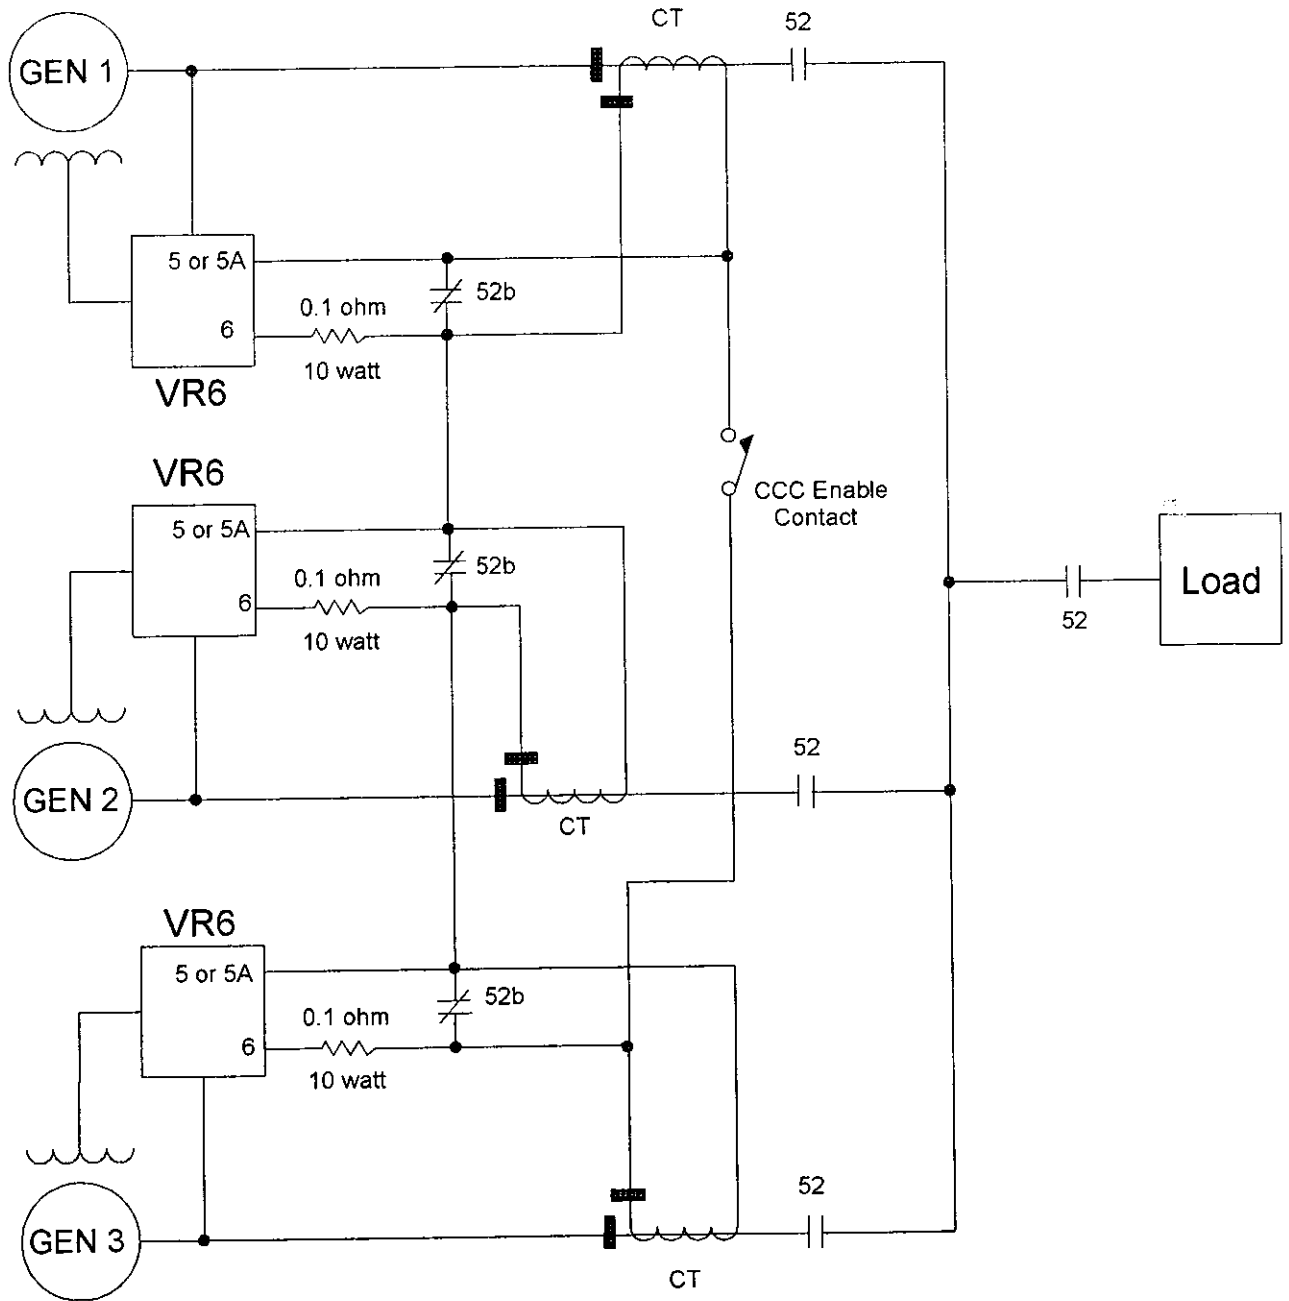 CT
52
GEN 1
5 or 5A
52b
0.1 ohm
6
10 watt
VR6
VR6
CCC Enable
Contact
5 or 5A
52b
0.1 ohm
6
10 watt
Load
52
52
GEN 2
CT
VR6
5 or 5A
52b
0.1 ohm
6
10 watt
52
GEN 3
CT